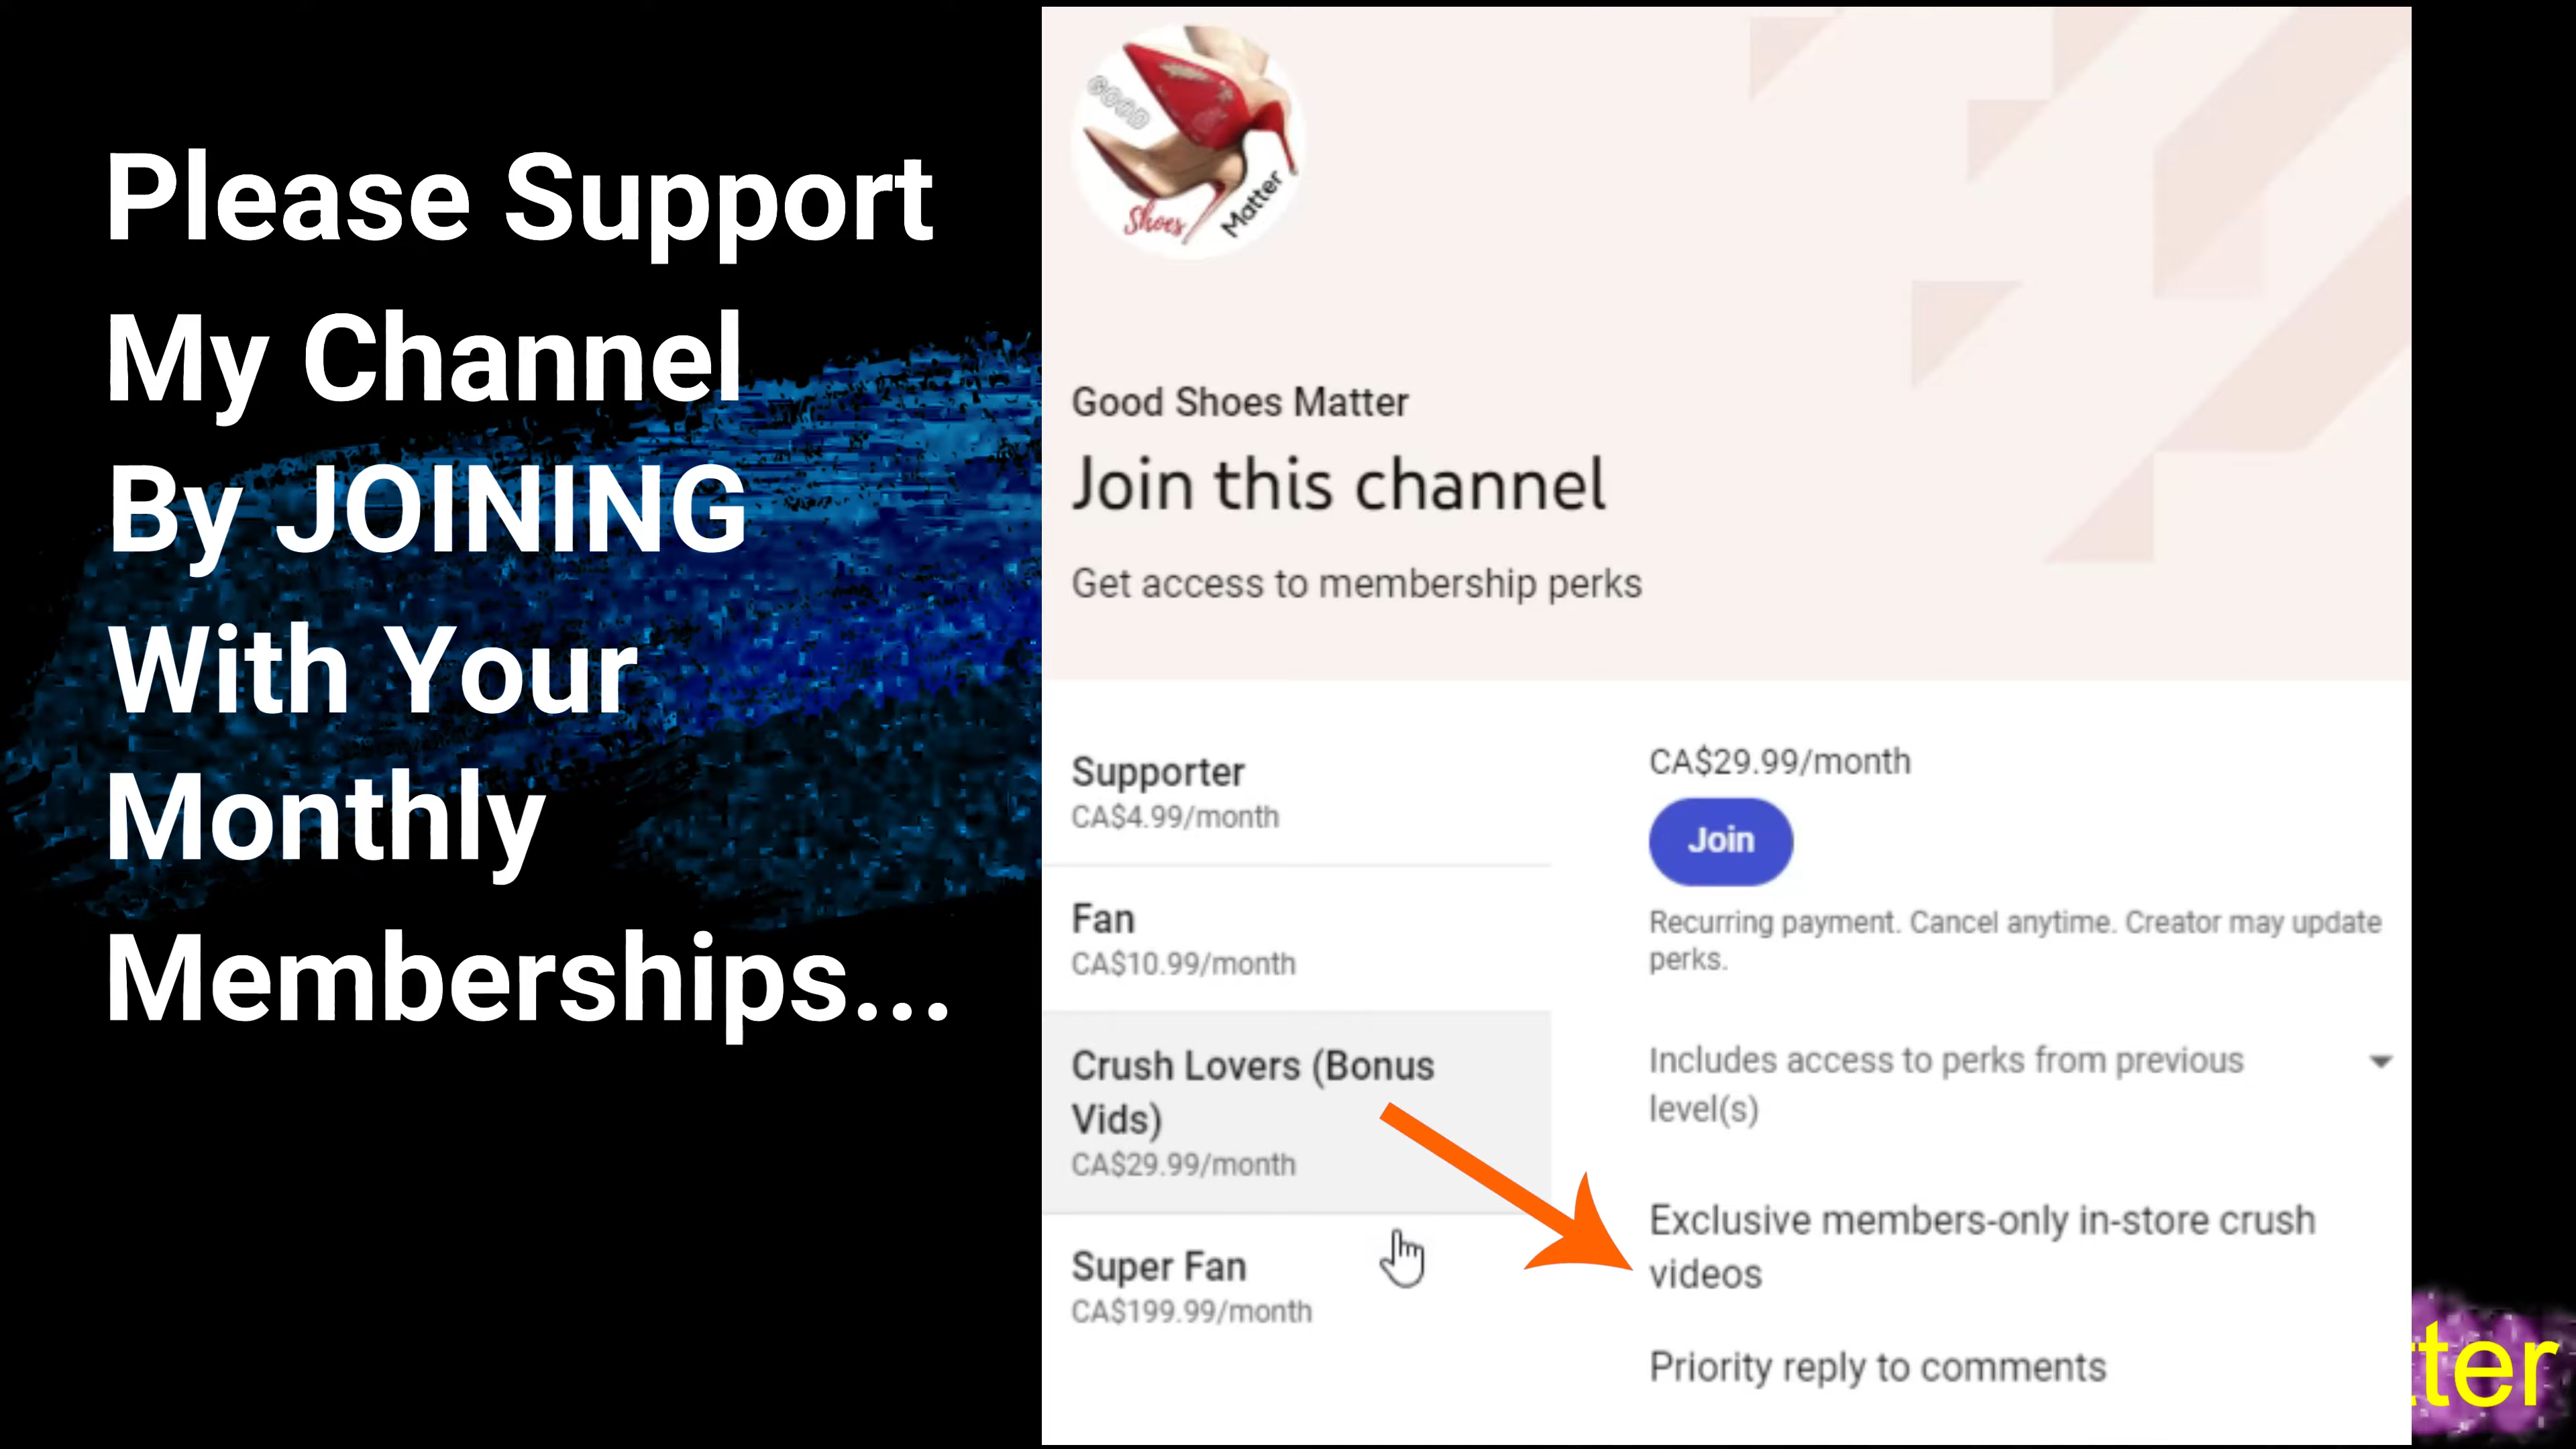 Please Support
My Channel
By JOINING
With Your
Monthly
Memberships...
GOOD
Shoes
Matter
Good Shoes Matter
Join this channel
Get access to membership perks
Supporter
CA$4.99/month
Fan
CA$10.99/month
Crush Lovers (Bonus
Vids)
CA$29.99/month
Super Fan
CA$199.99/month
CA$29.99/month
Join
Recurring payment. Cancel anytime. Creator may update
perks.
Includes access to perks from previous
level(s)
Exclusive members-only in-store crush
videos
Priority reply to comments
tter